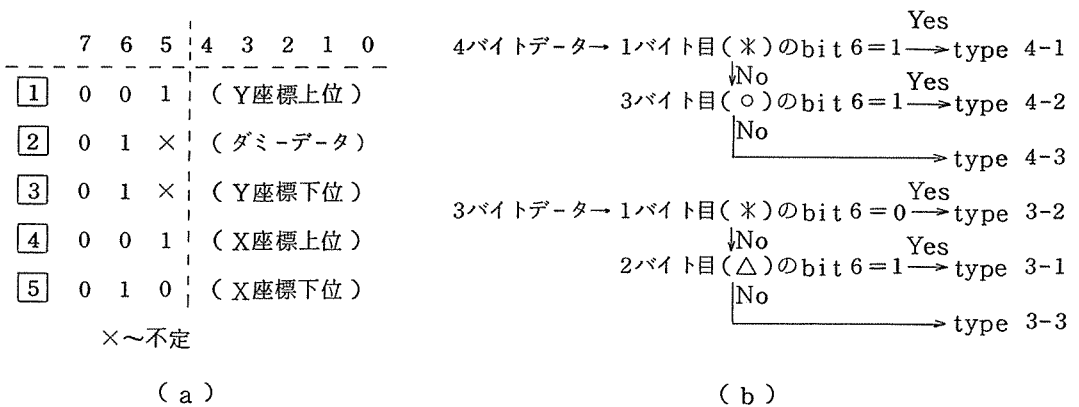 7 6 5 4 3 2 1 0
1 0 0 1 (Y座標上位)
2 0 1 × (ダミーデータ)
3 0 1 × (Y座標下位)
4 0 0 1 (X座標上位)
5 0 1 0 (X座標下位)
×～不定
(a)
Yes
4バイトデータ→1バイト目(＊)のbit 6＝1→type 4-1
No
Yes
3バイト目(○)のbit 6＝1→type 4-2
No
type 4-3
Yes
3バイトデータ→1バイト目(＊)のbit 6＝0→type 3-2
No
Yes
2バイト目(△)のbit 6＝1→type 3-1
No
type 3-3
(b)